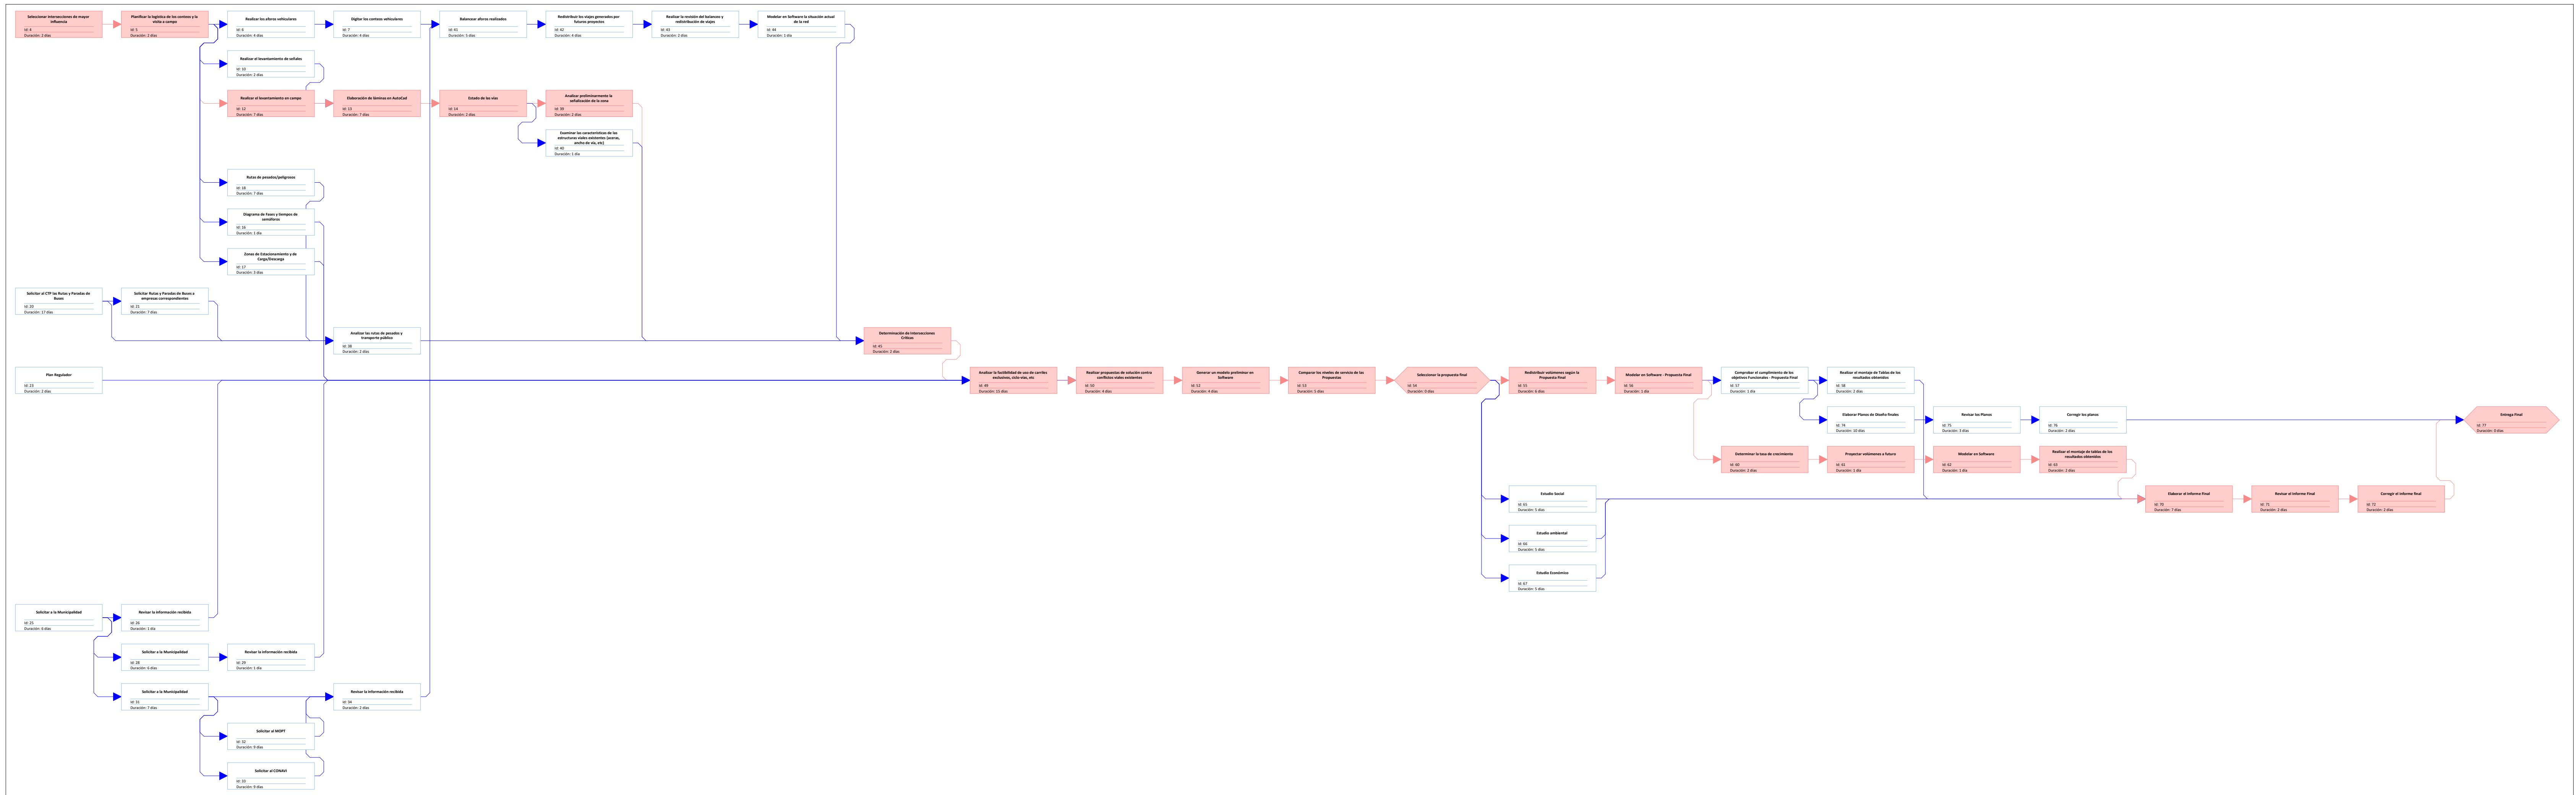 Seleccionar intersecciones de mayor
influencia
Id: 4
Duración: 2 días
Planificar la logística de los conteos y la
visita a campo
Id: 5
Duración: 2 días
Realizar los aforos vehiculares
Id: 6
Duración: 4 días
Digitar los conteos vehiculares
Id: 7
Duración: 4 días
Balancear aforos realizados
Id: 41
Duración: 5 días
Redistribuir los viajes generados por
futuros proyectos
Id: 42
Duración: 4 días
Realizar la revisión del balanceo y
redistribución de viajes
Id: 43
Duración: 2 días
Modelar en Software la situación actual
de la red
Id: 44
Duración: 1 día
Realizar el levantamiento de señales
Id: 10
Duración: 2 días
Realizar el levantamiento en campo
Id: 12
Duración: 7 días
Elaboración de láminas en AutoCad
Id: 13
Duración: 7 días
Estado de las vías
Id: 14
Duración: 3 días
Analizar preliminarmente la
señalización de la zona
Id: 39
Duración: 2 días
Examinar las características de las
estructuras viales existentes (aceras,
ancho de vía, etc)
Id: 40
Duración: 1 día
Rutas de pesados/peligrosos
Id: 18
Duración: 7 días
Diagrama de Fases y tiempos de
semáforos
Id: 16
Duración: 1 día
Zonas de Estacionamiento y de
Carga/Descarga
Id: 17
Duración: 3 días
Solicitar al CTP las Rutas y Paradas de
Buses
Id: 20
Duración: 17 días
Solicitar Rutas y Paradas de Buses a
empresas correspondientes
Id: 21
Duración: 7 días
Analizar las rutas de pesados y
transporte público
Id: 38
Duración: 2 días
Determinación de Intersecciones
Críticas
Id: 45
Duración: 2 días
Plan Regulador
Id: 23
Duración: 2 días
Analizar la factibilidad de uso de carriles
exclusivos, ciclo vías, etc
Id: 49
Duración: 15 días
Realizar propuestas de solución contra
conflictos viales existentes
Id: 50
Duración: 4 días
Generar un modelo preliminar en
Software
Id: 52
Duración: 4 días
Comparar los niveles de servicio de las
Propuestas
Id: 53
Duración: 5 días
Seleccionar la propuesta final
Id: 54
Duración: 0 días
Redistribuir volúmenes según la
Propuesta Final
Id: 55
Duración: 6 días
Modelar en Software - Propuesta Final
Id: 56
Duración: 1 día
Comprobar el cumplimiento de los
objetivos Funcionales - Propuesta Final
Id: 57
Duración: 1 día
Realizar el montaje de Tablas de los
resultados obtenidos
Id: 58
Duración: 2 días
Elaborar Planos de Diseño finales
Id: 74
Duración: 10 días
Revisar los Planos
Id: 75
Duración: 3 días
Corregir los planos
Id: 76
Duración: 2 días
Entrega Final
Id: 77
Duración: 0 días
Determinar la tasa de crecimiento
Id: 60
Duración: 3 días
Proyectar volúmenes a futuro
Id: 61
Duración: 1 día
Modelar en Software
Id: 62
Duración: 1 día
Realizar el montaje de tablas de los
resultados obtenidos
Id: 63
Duración: 2 días
Estudio Social
Id: 65
Duración: 5 días
Elaborar el Informe Final
Id: 70
Duración: 7 días
Revisar el Informe Final
Id: 71
Duración: 2 días
Corregir el Informe final
Id: 72
Duración: 2 días
Estudio ambiental
Id: 66
Duración: 5 días
Estudio Económico
Id: 67
Duración: 5 días
Solicitar a la Municipalidad
Id: 25
Duración: 6 días
Revisar la información recibida
Id: 26
Duración: 1 día
Solicitar a la Municipalidad
Id: 28
Duración: 6 días
Revisar la información recibida
Id: 29
Duración: 1 día
Solicitar a la Municipalidad
Id: 31
Duración: 7 días
Revisar la información recibida
Id: 34
Duración: 2 días
Solicitar al MOPT
Id: 32
Duración: 9 días
Solicitar el CONAVI
Id: 33
Duración: 9 días